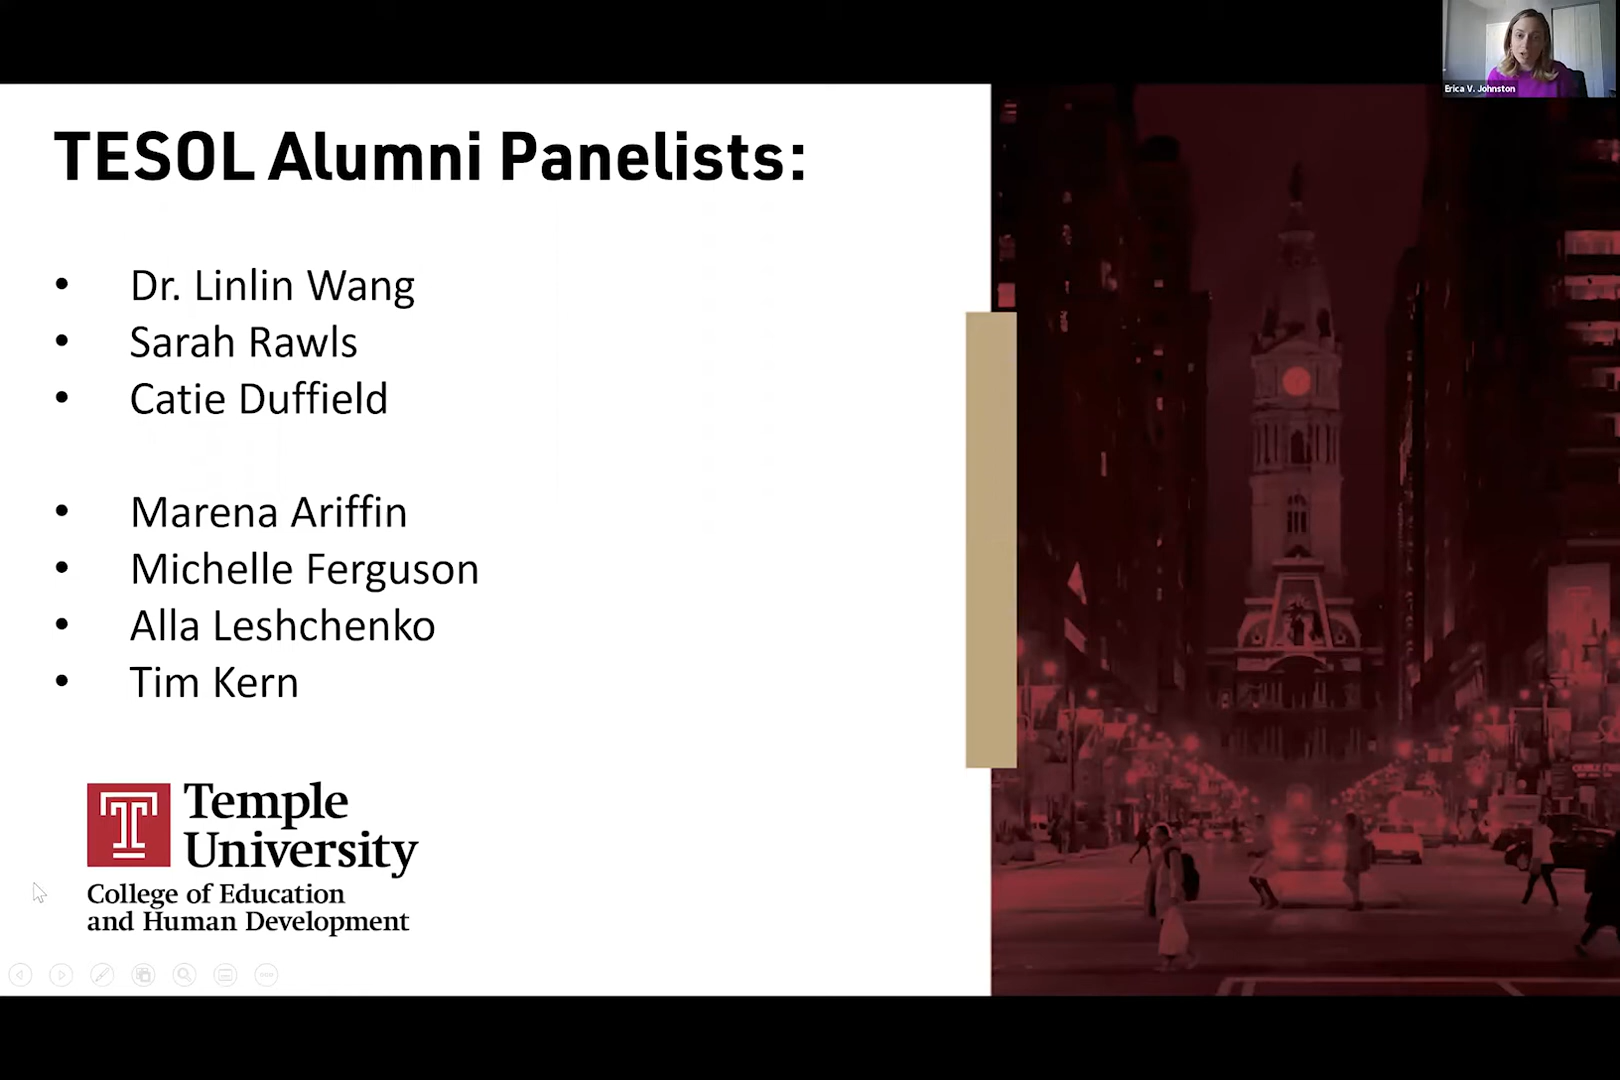 Erica V. Johnston
TESOL Alumni Panelists:
• Dr. Linlin Wang
• Sarah Rawls
• Catie Duffield
• Marena Ariffin
• Michelle Ferguson
• Alla Leshchenko
• Tim Kern
T
Temple
University
College of Education
and Human Development